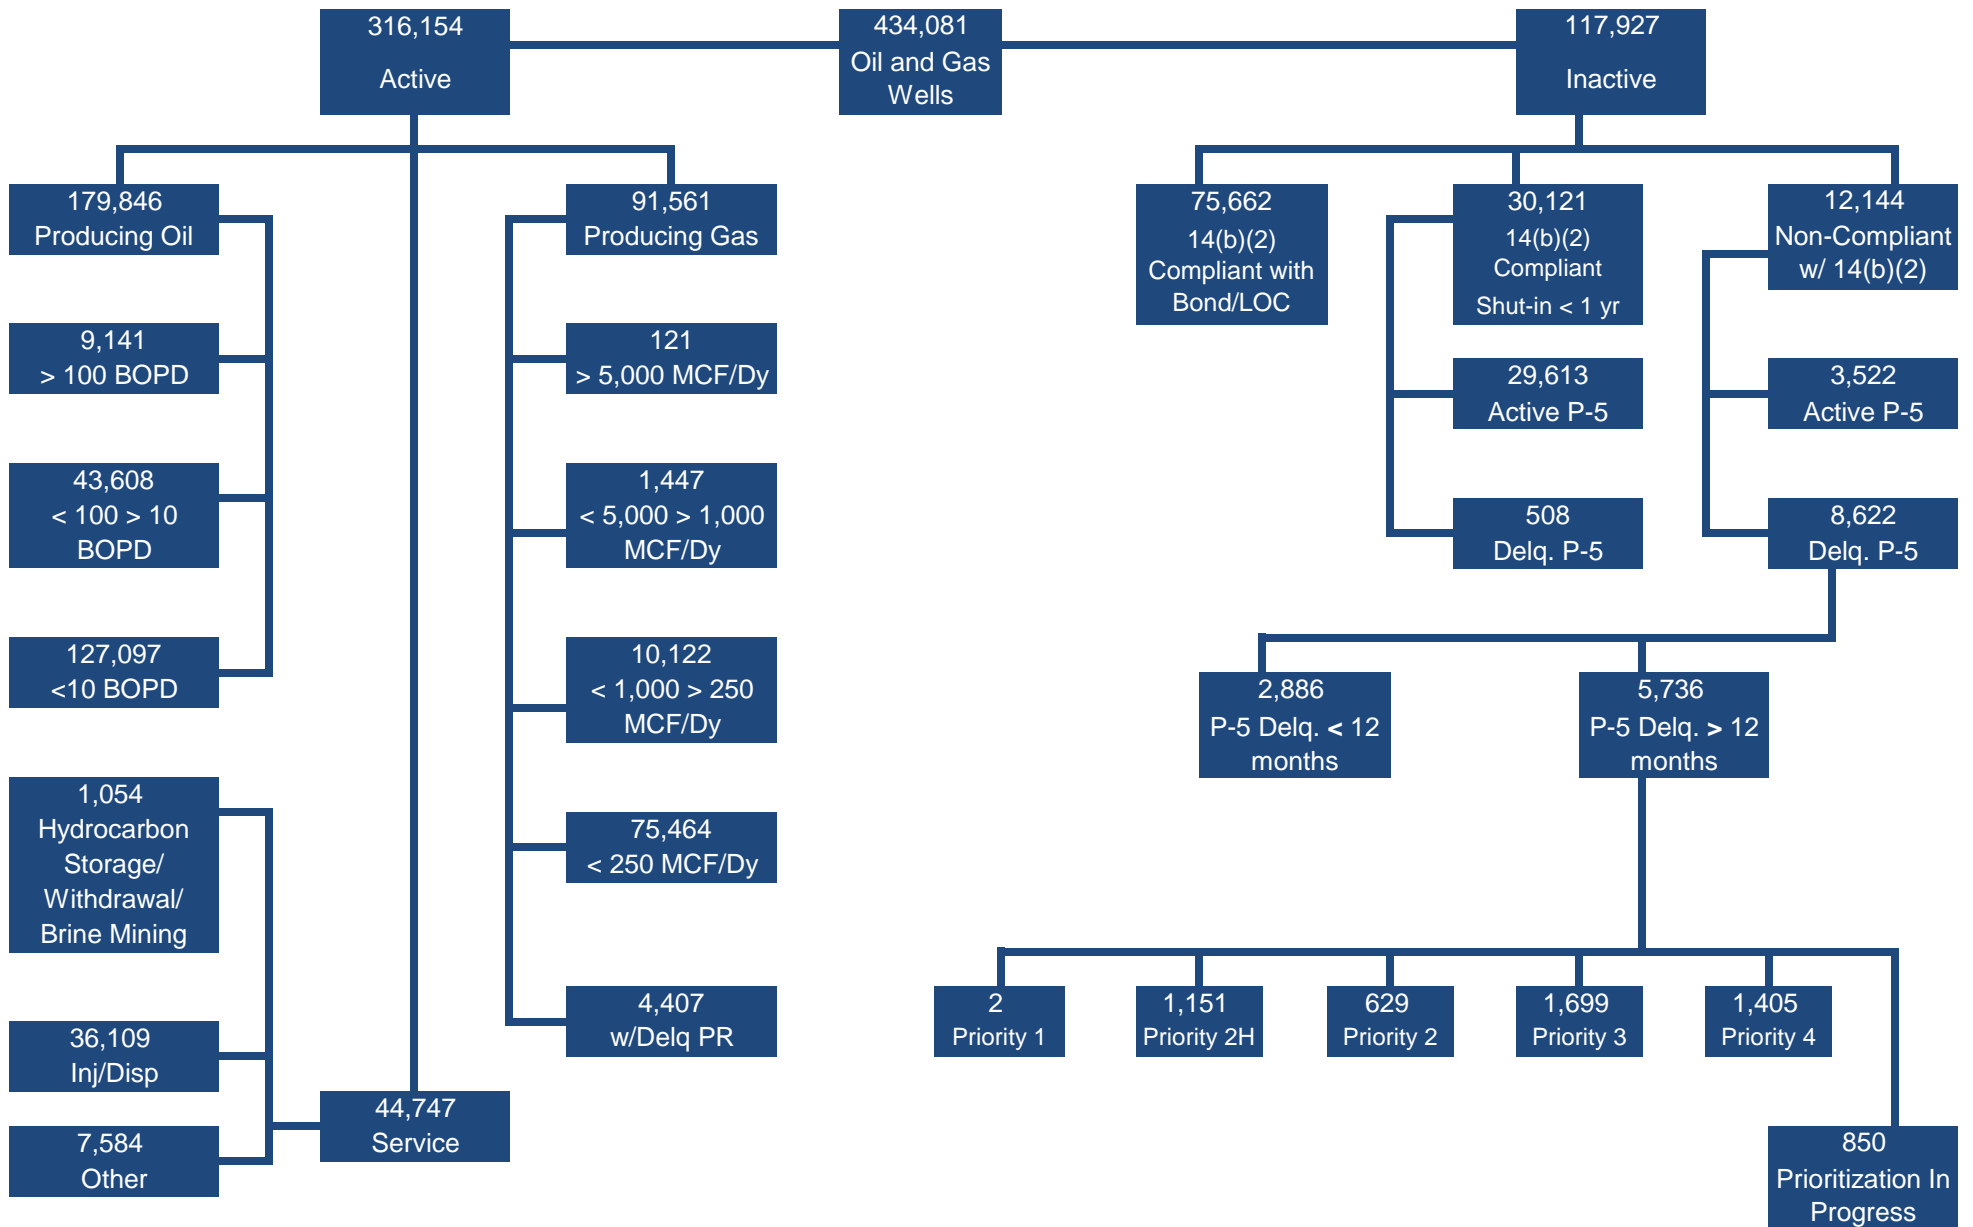 316,154
Active
434,081
Oil and Gas
Wells
117,927
Inactive
179,846
Producing Oil
9,141
> 100 BOPD
43,608
< 100 > 10
BOPD
127,097
<10 BOPD
1,054
Hydrocarbon
Storage/
Withdrawal/
Brine Mining
36,109
Inj/Disp
7,584
Other
44,747
Service
91,561
Producing Gas
121
> 5,000 MCF/Dy
1,447
< 5,000 > 1,000
MCF/Dy
10,122
< 1,000 > 250
MCF/Dy
75,464
< 250 MCF/Dy
4,407
w/Delq PR
75,662
14(b)(2)
Compliant with
Bond/LOC
30,121
14(b)(2)
Compliant
Shut-in < 1 yr
29,613
Active P-5
508
Delq. P-5
12,144
Non-Compliant
w/ 14(b)(2)
3,522
Active P-5
8,622
Delq. P-5
2,886
P-5 Delq. < 12
months
5,736
P-5 Delq. > 12
months
2
Priority 1
1,151
Priority 2H
629
Priority 2
1,699
Priority 3
1,405
Priority 4
850
Prioritization In
Progress